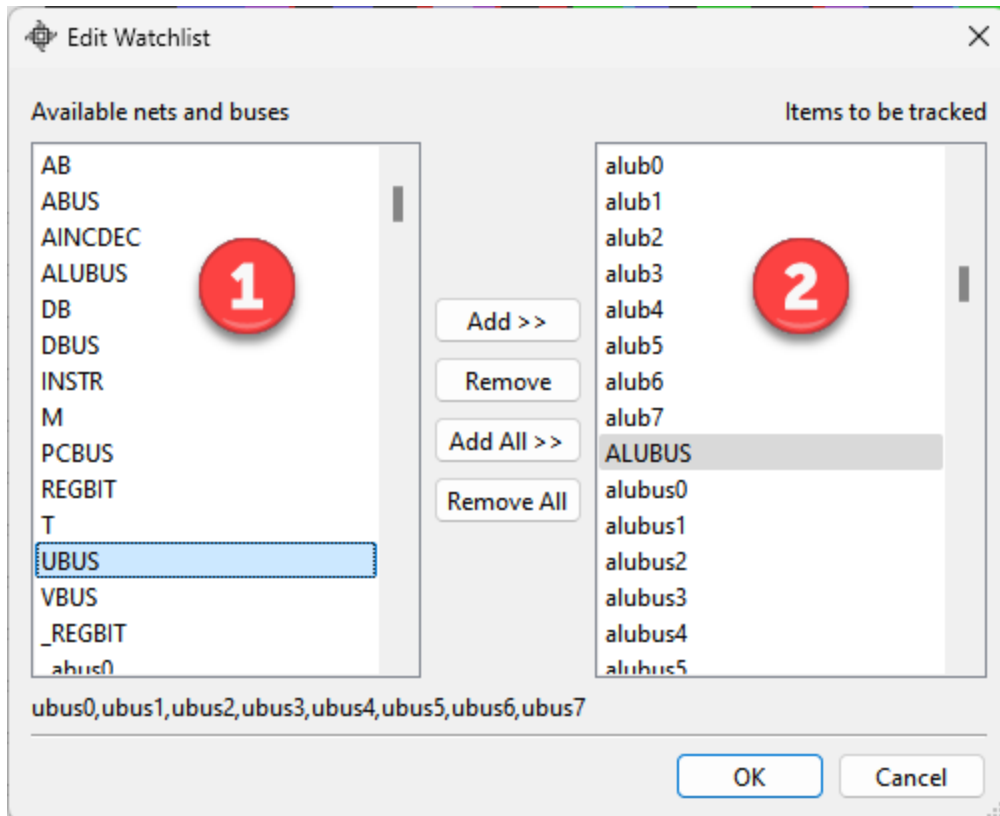 Edit Watchlist
Available nets and buses
Items to be tracked
AB
ABUS
AINCDEC
ALUBUS
DB
DBUS
INSTR
M
PCBUS
REGBIT
T
UBUS
VBUS
_REGBIT
_abus0
1
Add >>
Remove
Add All >>
Remove All
alub0
alub1
alub2
alub3
alub4
alub5
alub6
alub7
ALUBUS
alubus0
alubus1
alubus2
alubus3
alubus4
alubus5
2
ubus0,ubus1,ubus2,ubus3,ubus4,ubus5,ubus6,ubus7
OK
Cancel